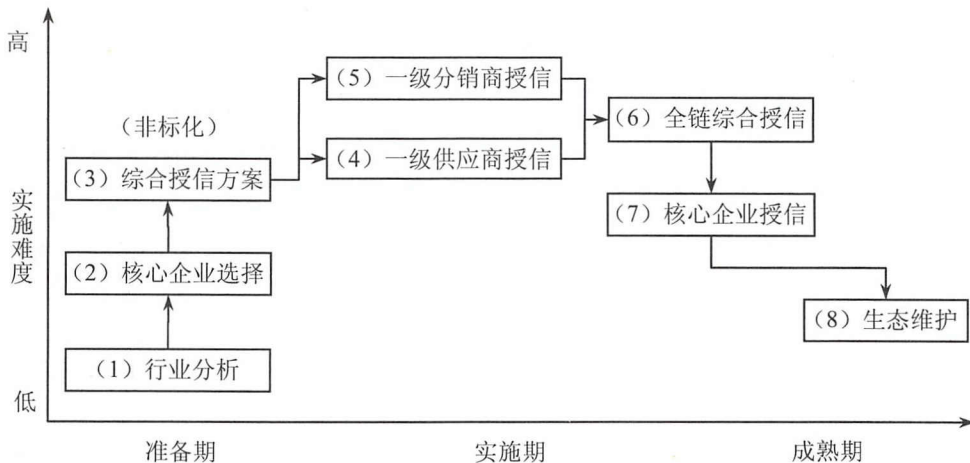 高
（5）一级分销商授信
（6）全链综合授信
（非标化）
（4）一级供应商授信
（3）综合授信方案
（7）核心企业授信
实施难度
（2）核心企业选择
（8）生态维护
（1）行业分析
低
准备期
实施期
成熟期